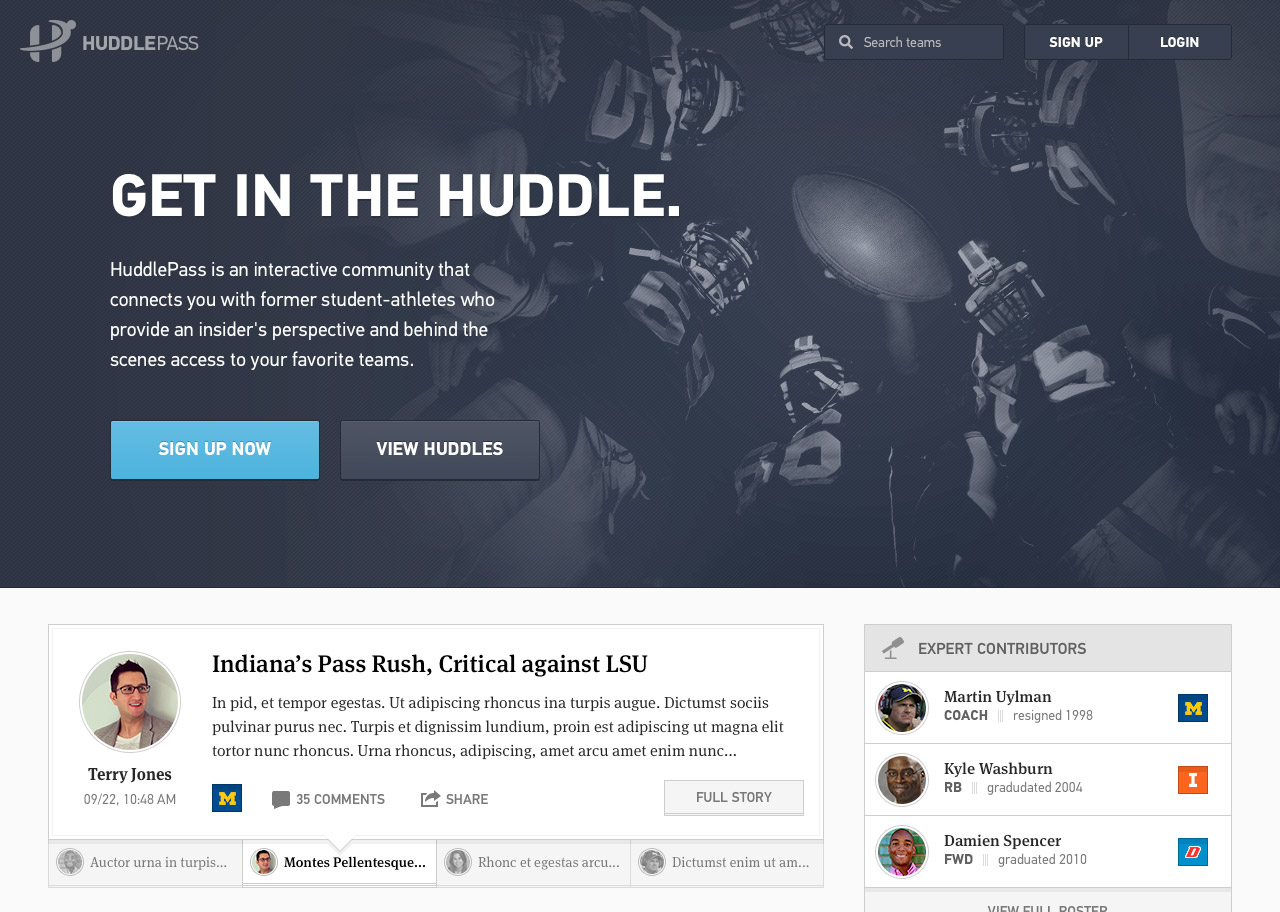 HUDDLEPASS
Search teams
SIGN UP
LOGIN
GET IN THE HUDDLE.
HuddlePass is an interactive community that
connects you with former student-athletes who
provide an insider's perspective and behind the
scenes access to your favorite teams.
SIGN UP NOW
VIEW HUDDLES
Indiana’s Pass Rush, Critical against LSU
In pid, et tempor egestas. Ut adipiscing rhoncus ina turpis augue. Dictumst sociis
pulvinar purus nec. Turpis et dignissim lundium, proin est adipiscing ut magna elit
tortor nunc rhoncus. Urna rhoncus, adipiscing, amet arcu amet enim nunc...
Terry Jones
09/22, 10:48 AM
M
35 COMMENTS
SHARE
FULL STORY
Auctor urna in turpis...
Montes Pellentesque...
Rhonc et egestas arcu...
Dictumst enim ut am...
EXPERT CONTRIBUTORS
Martin Uylman
COACH resigned 1998
M
Kyle Washburn
RB gradudated 2004
I
Damien Spencer
FWD graduated 2010
D
VIEW FULL ROSTER